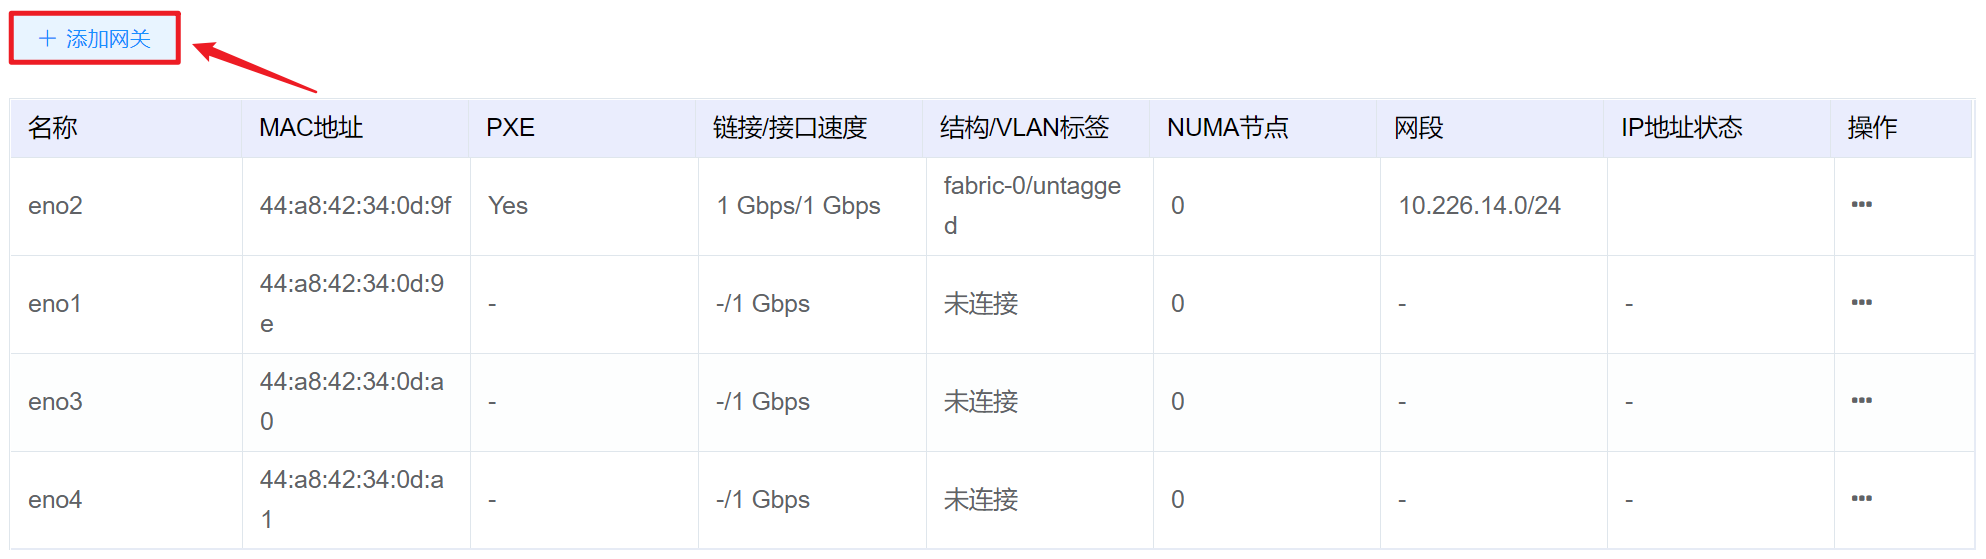 添加网关
名称 MAC地址 PXE 链接/接口速度 结构/VLAN标签 NUMA节点 网段 IP地址状态 操作
eno2 44:a8:42:34:0d:9f Yes 1 Gbps/1 Gbps fabric-0/untagge 0 10.226.14.0/24
d
eno1 44:a8:42:34:0d:9 - -/1 Gbps 未连接 0 - -
e
eno3 44:a8:42:34:0d:a - -/1 Gbps 未连接 0 - -
0
eno4 44:a8:42:34:0d:a - -/1 Gbps 未连接 0 - -
1